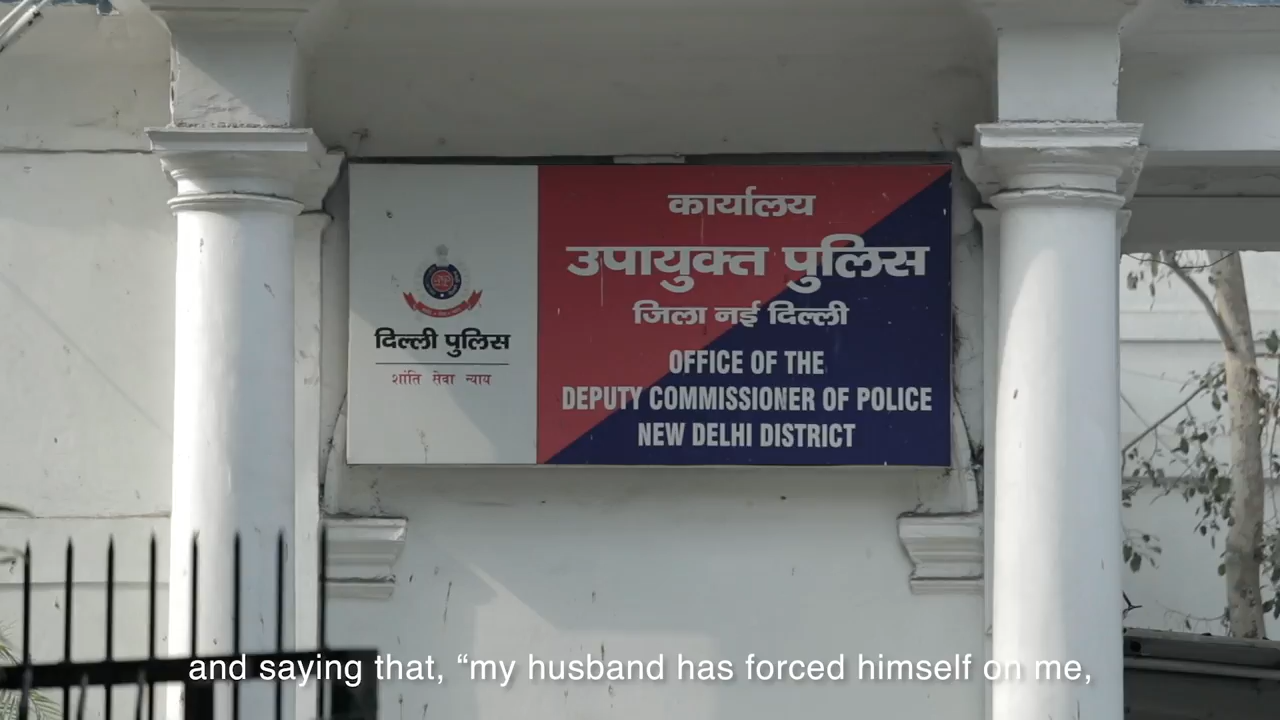 कार्यालय
उपायुक्त पुलिस
जिला नई दिल्ली
OFFICE OF THE
DEPUTY COMMISSIONER OF POLICE
NEW DELHI DISTRICT
दिल्ली पुलिस
शांति सेवा न्याय
and saying that, “my husband has forced himself on me,